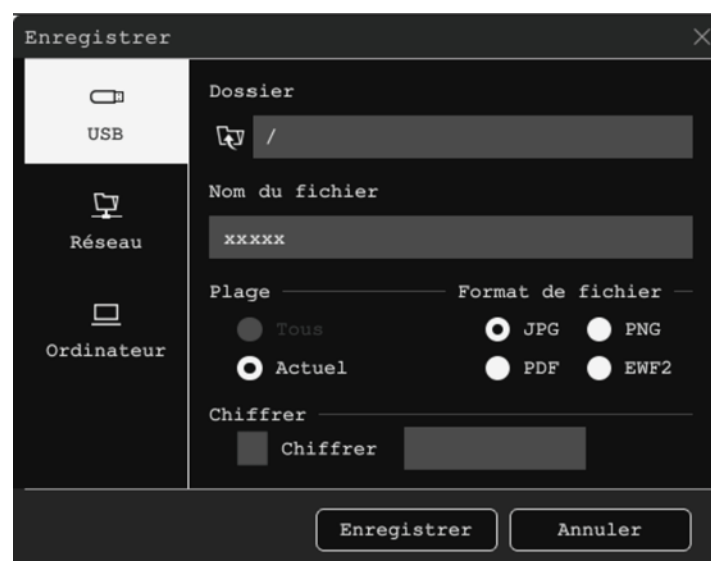 Enregistrer
USB
Réseau
Ordinateur
Dossier
/
Nom du fichier
xxxxx
Plage
Tous
Actuel
Format de fichier
JPG PNG
PDF EWF2
Chiffrer
Chiffrer
Enregistrer Annuler